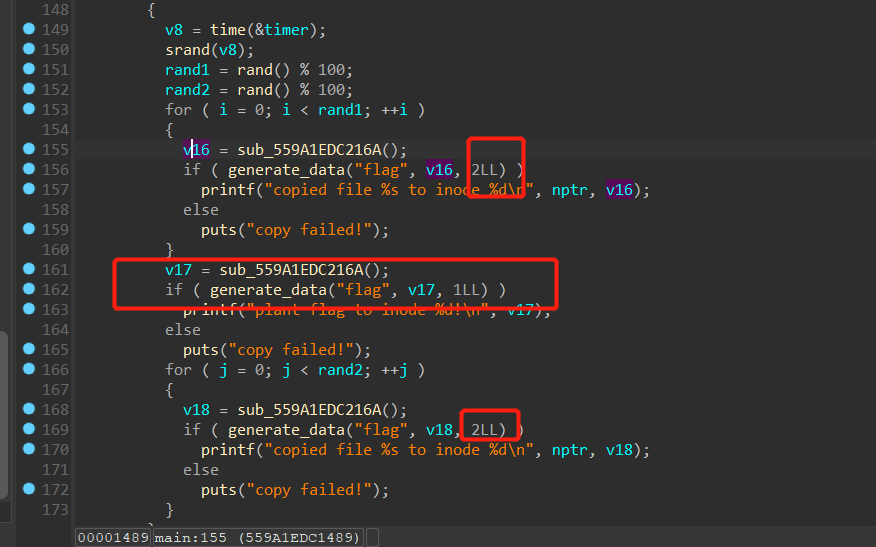 148 {
149 v8 = time(&timer);
150 srand(v8);
151 rand1 = rand() % 100;
152 rand2 = rand() % 100;
153 for ( i = 0; i < rand1; ++i )
154 {
155 v16 = sub_559A1EDC216A();
156 if ( generate_data("flag", v16, 2LL) )
157 printf("copied file %s to inode %d\n", nptr, v16);
158 else
159 puts("copy failed!");
160 }
161 v17 = sub_559A1EDC216A();
162 if ( generate_data("flag", v17, 1LL) )
163 printf("plant flag to inode %d!\n", v17);
164 else
165 puts("copy failed!");
166 for ( j = 0; j < rand2; ++j )
167 {
168 v18 = sub_559A1EDC216A();
169 if ( generate_data("flag", v18, 2LL) )
170 printf("copied file %s to inode %d\n", nptr, v18);
171 else
172 puts("copy failed!");
173 }
00001489 main:155 (559A1EDC1489)